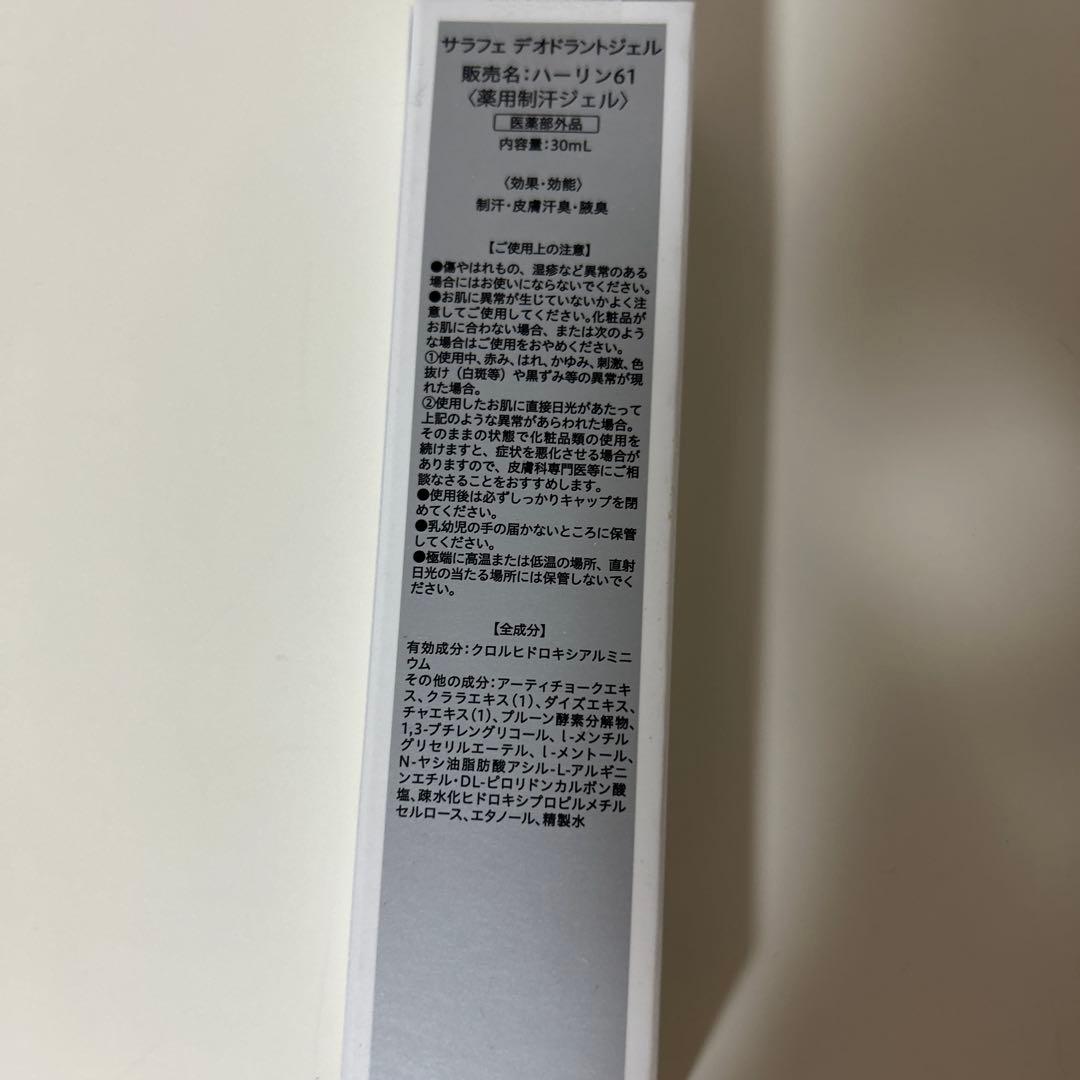 サラフェ デオドラントジェル
販売名：ハーリン61
〈薬用制汗ジェル〉
医薬部外品
内容量：30mL
〈効果・効能〉
制汗・皮膚汗臭・腋臭
【ご使用上の注意】
●傷やはれもの、湿疹など異常のある
場合にはお使いにならないでください。
●お肌に異常が生じていないかよく注
意してご使用してください。化粧品が
お肌に合わない場合、または次のよう
な場合はご使用をおやめください。
①使用中、赤み、はれ、かゆみ、刺激、色
抜け（白斑等）や黒ずみ等の異常が現
れた場合。
②使用したお肌に直接日光があたって
上記のような異常があらわれた場合。
そのままの状態で化粧品類の使用を
続けますと、症状を悪化させる場合が
ありますので、皮膚科専門医等にご相
談なさることをおすすめします。
●使用後は必ずしっかりキャップを閉
めてください。
●乳幼児の手の届かないところに保管
してください。
●極端に高温または低温の場所、直射
日光の当たる場所には保管しないでく
ださい。
【全成分】
有効成分：クロルヒドロキシアルミニ
ウム
その他の成分：アーティチョークエキ
ス、クララエキス(1)、ダイズエキス、
チャエキス(1)、プルーン酵素分解物、
1,3-ブチレングリコール、l-メンチル
グリセリルエーテル、l-メントール、
N-ヤシ油脂肪酸アシル-L-アルギニ
ンエチル・DL-ピロリドンカルボン酸
塩、疎水化ヒドロキシプロピルメチル
セルロース、エタノール、精製水